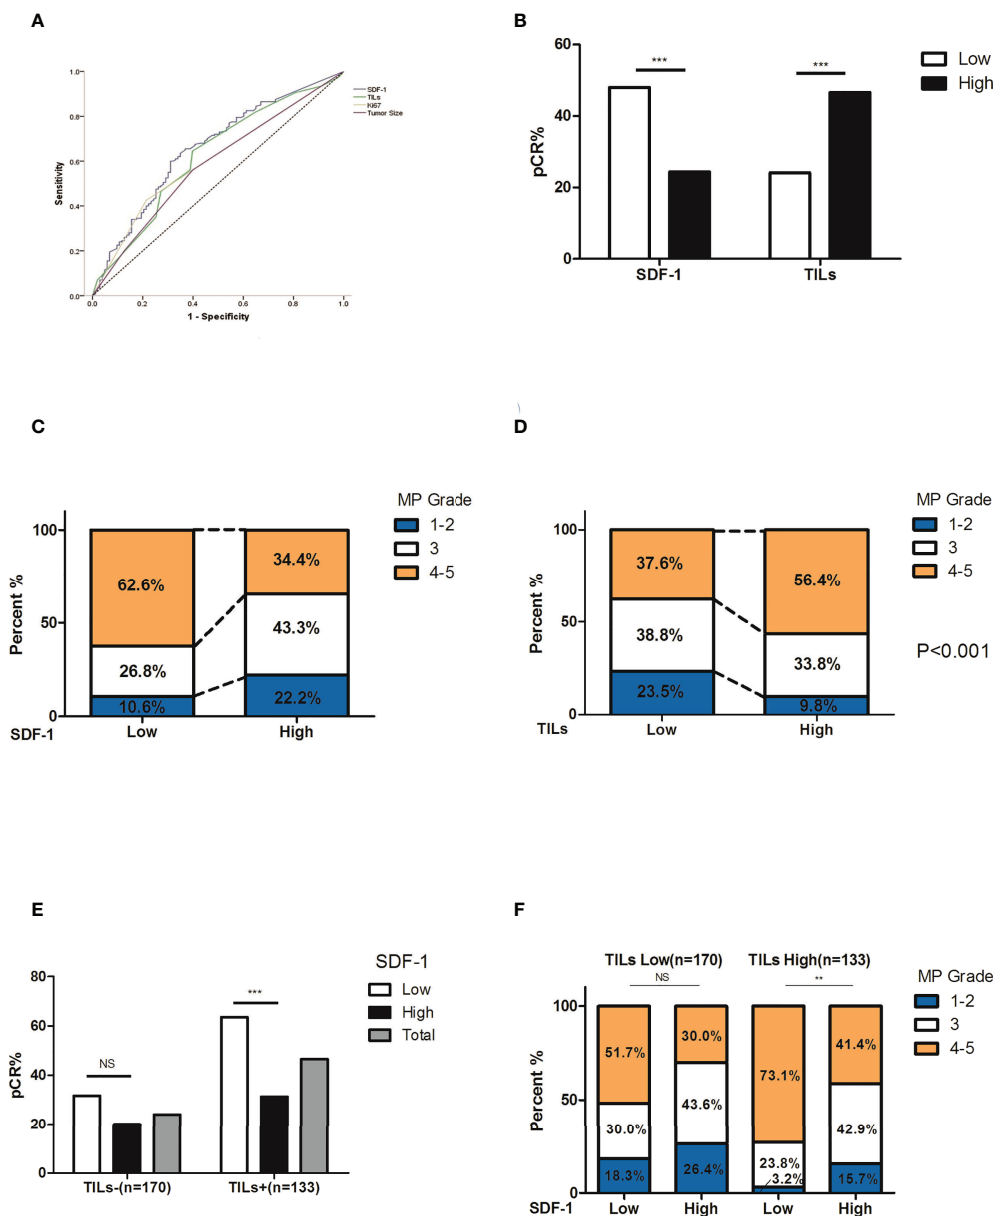 A
1.0
0.8
0.6
0.4
0.2
0.0
Sensitivity
0.0 0.2 0.4 0.6 0.8 1.0
1 - Specificity
SDF-1
TILs
Ki67
Tumor Size
B
60
40
20
0
pCR%
*** ***
SDF-1 TILs
Low
High
C
MP Grade
1-2
3
4-5
100
50
0
Percent %
62.6%
26.8%
10.6%
34.4%
43.3%
22.2%
SDF-1 Low High
D
MP Grade
1-2
3
4-5
P<0.001
100
50
0
Percent %
37.6%
38.8%
23.5%
56.4%
33.8%
9.8%
TILs Low High
E
SDF-1
Low
High
Total
80
60
40
20
0
pCR%
NS ***
TILs-(n=170) TILs+(n=133)
F
TILs Low(n=170) TILs High(n=133)
NS **
MP Grade
1-2
3
4-5
100
50
0
Percent %
51.7%
30.0%
18.3%
30.0%
43.6%
26.4%
73.1%
23.8%
3.2%
41.4%
42.9%
15.7%
SDF-1 Low High Low High